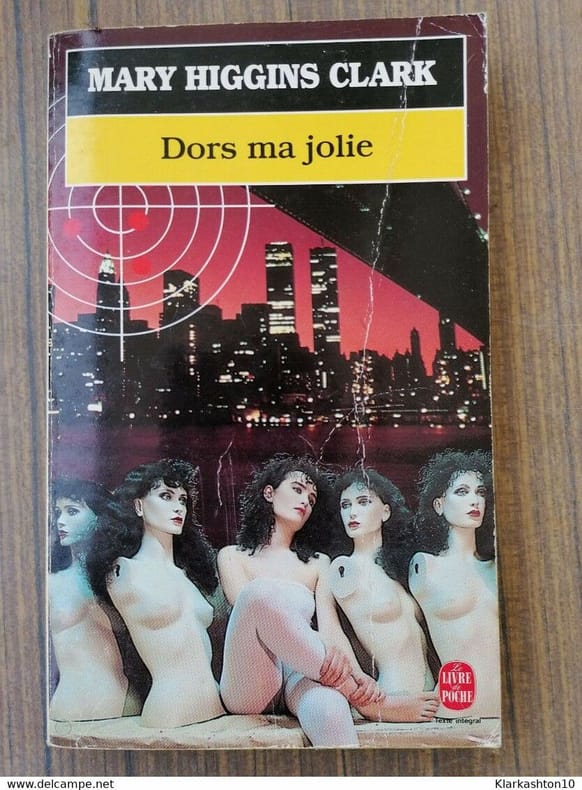 MARY HIGGINS CLARK
Dors ma jolie
Le
LIVRE
de
POCHE
Texte intégral
www.delcampe.net
Klarkashton10